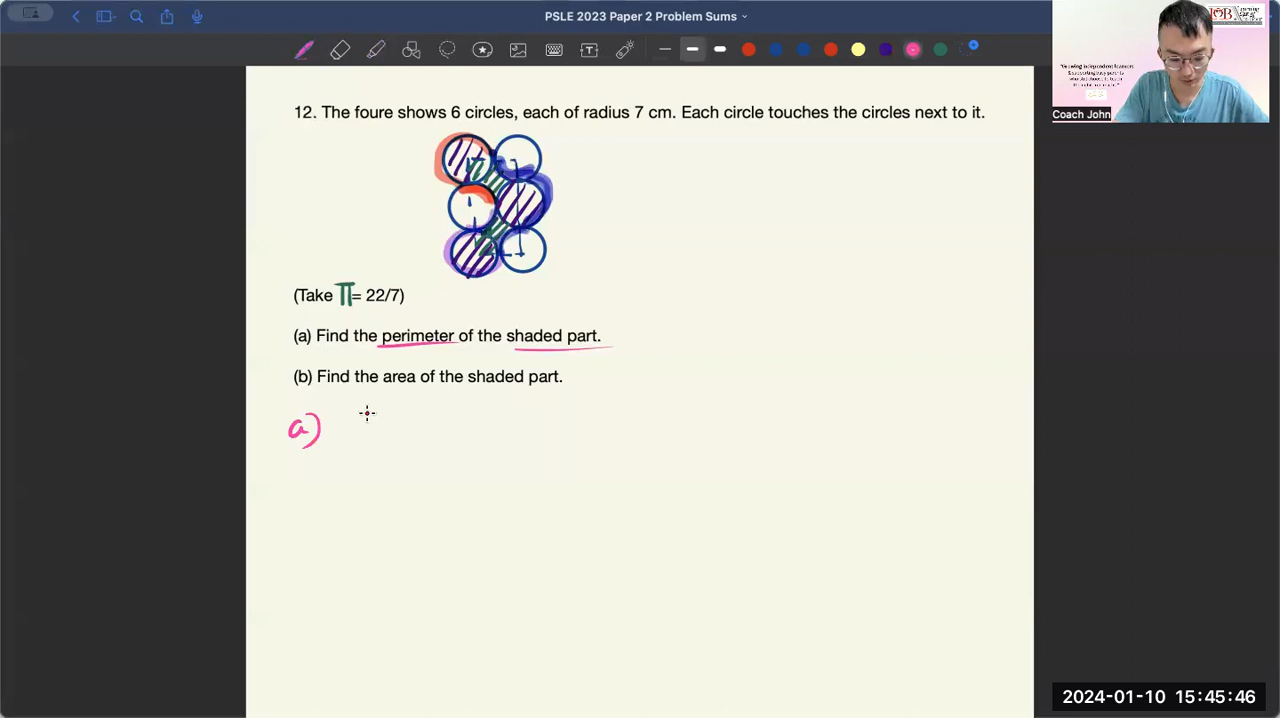 PSLE 2023 Paper 2 Problem Sums
12. The foure shows 6 circles, each of radius 7 cm. Each circle touches the circles next to it.
(Take π = 22/7)
(a) Find the perimeter of the shaded part.
(b) Find the area of the shaded part.
a)
Coach John
2024-01-10 15:45:46